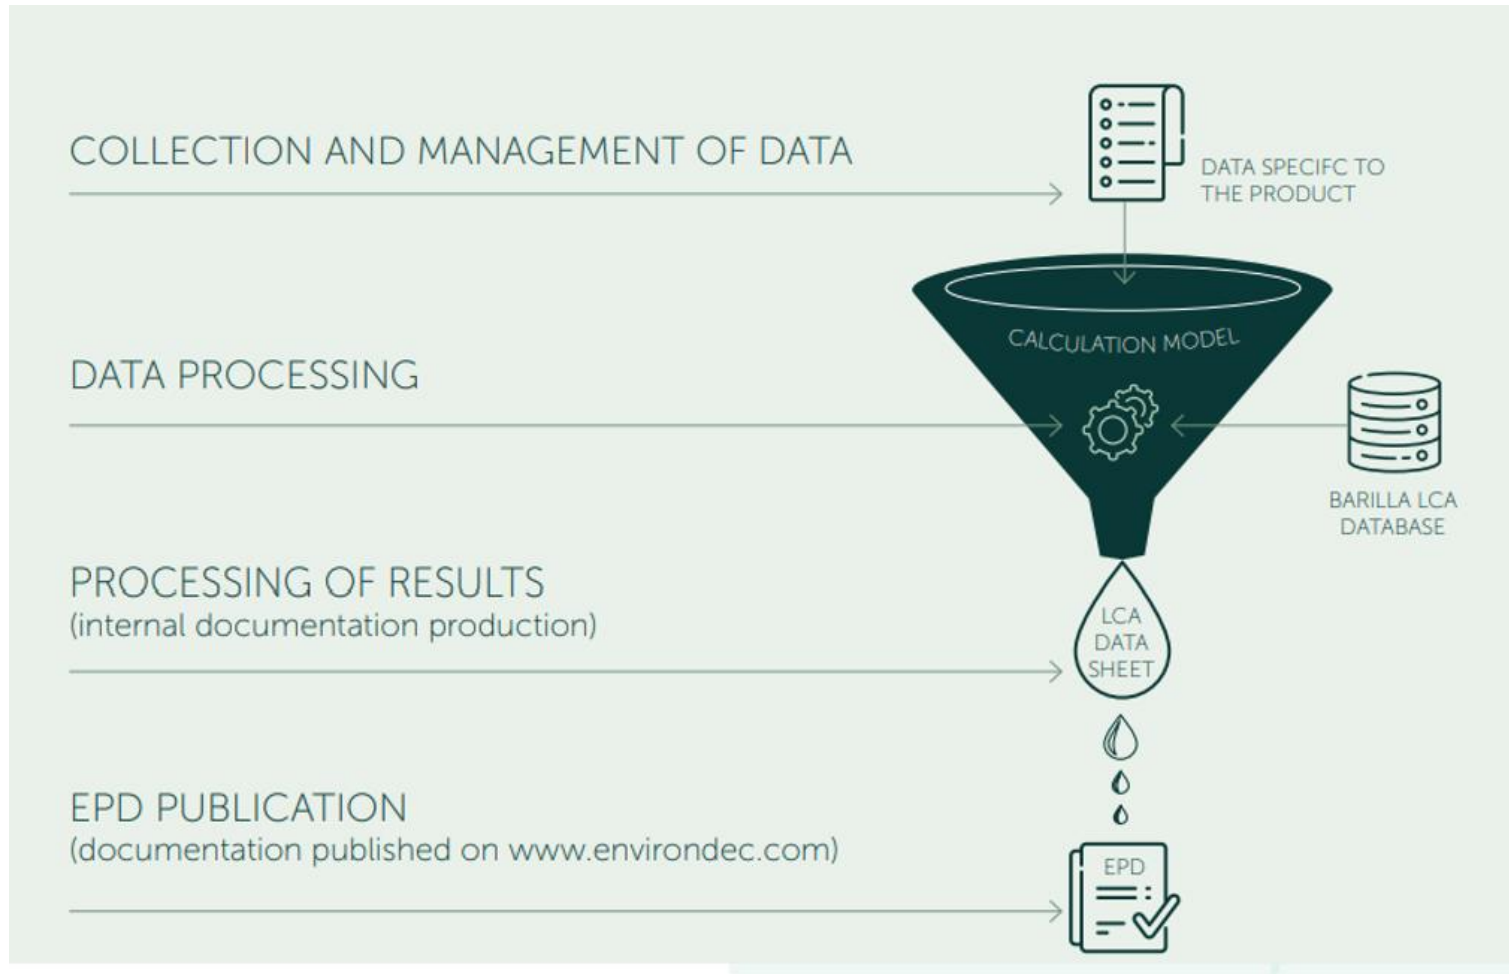 COLLECTION AND MANAGEMENT OF DATA
DATA SPECIFC TO
THE PRODUCT
CALCULATION MODEL
DATA PROCESSING
BARILLA LCA
DATABASE
PROCESSING OF RESULTS
(internal documentation production)
LCA
DATA
SHEET
EPD PUBLICATION
(documentation published on www.environdec.com)
EPD